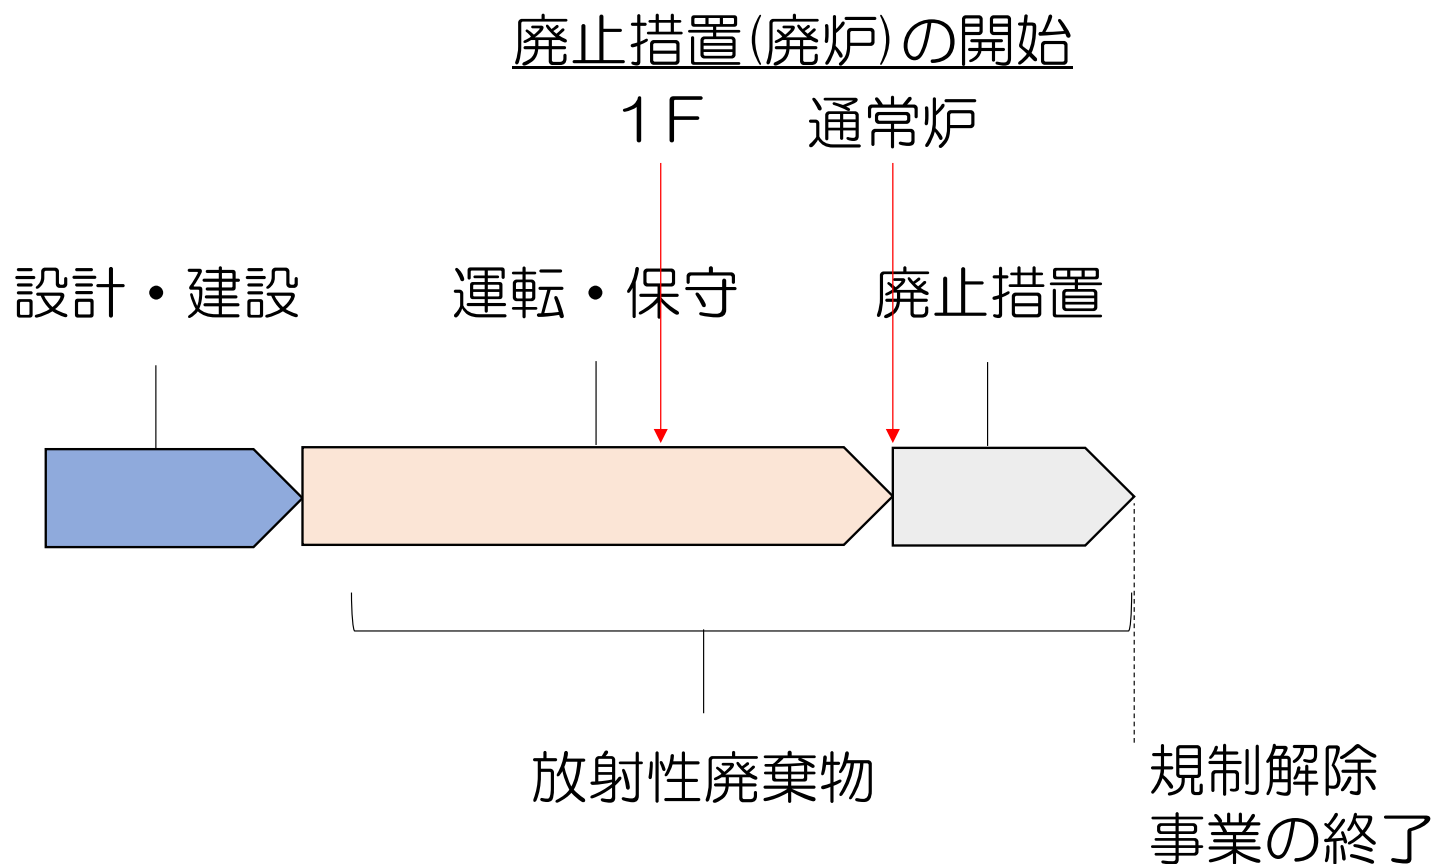 廃止措置(廃炉)の開始
１Ｆ
通常炉
設計・建設
運転・保守
廃止措置
放射性廃棄物
規制解除
事業の終了